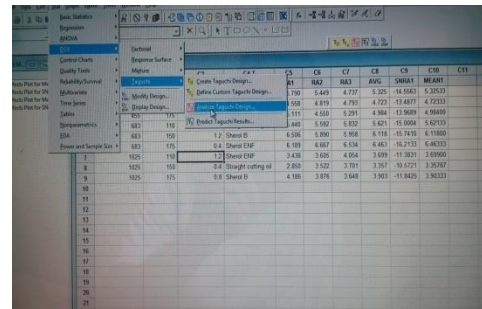 Basic Statistics
Regression
ANOVA
DOE
Control Charts
Quality Tools
Reliability/Survival
Multivariate
Time Series
Tables
Nonparametrics
EDA
Power and Sample Size
Factorial
Response Surface
Mixture
Taguchi
Modify Design...
Display Design...
Create Taguchi Design...
Define Custom Taguchi Design...
Analyze Taguchi Design...
Predict Taguchi Results...
C5 C6 C7 C8 C9 C10 C11
RA2 RA3 AVG SNRA1 MEAN1
5.449 4.737 5.325 -14.5563 5.32533
4.819 4.793 4.723 -13.4877 4.72333
4.550 5.291 4.984 -13.9689 4.98400
683 110 5.592 5.832 5.621 -15.0004 5.62133
683 150 1.2 Sherol B 6.506 5.890 5.958 6.118 -15.7410 6.11800
683 175 0.4 Sherol ENF 6.189 6.667 6.534 6.463 -16.2133 6.46333
7 1025 110 1.2 Sherol ENF 3.438 3.605 4.054 3.699 -11.3831 3.69900
8 1025 150 0.4 Straight cutting oil 2.850 3.522 3.701 3.357 -10.5721 3.35767
9 1025 175 0.8 Sherol B 4.186 3.876 3.648 3.903 -11.8425 3.90333
10
11
12
13
14
15
16
17
18
19
20
21